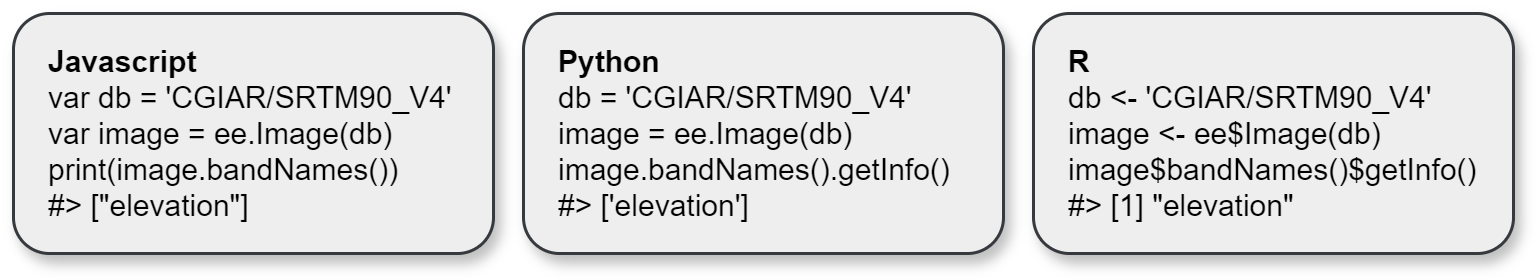 Javascript
var db = 'CGIAR/SRTM90_V4'
var image = ee.Image(db)
print(image.bandNames())
#> ["elevation"]
Python
db = 'CGIAR/SRTM90_V4'
image = ee.Image(db)
image.bandNames().getInfo()
#> ['elevation']
R
db <- 'CGIAR/SRTM90_V4'
image <- ee$Image(db)
image$bandNames()$getInfo()
#> [1] "elevation"